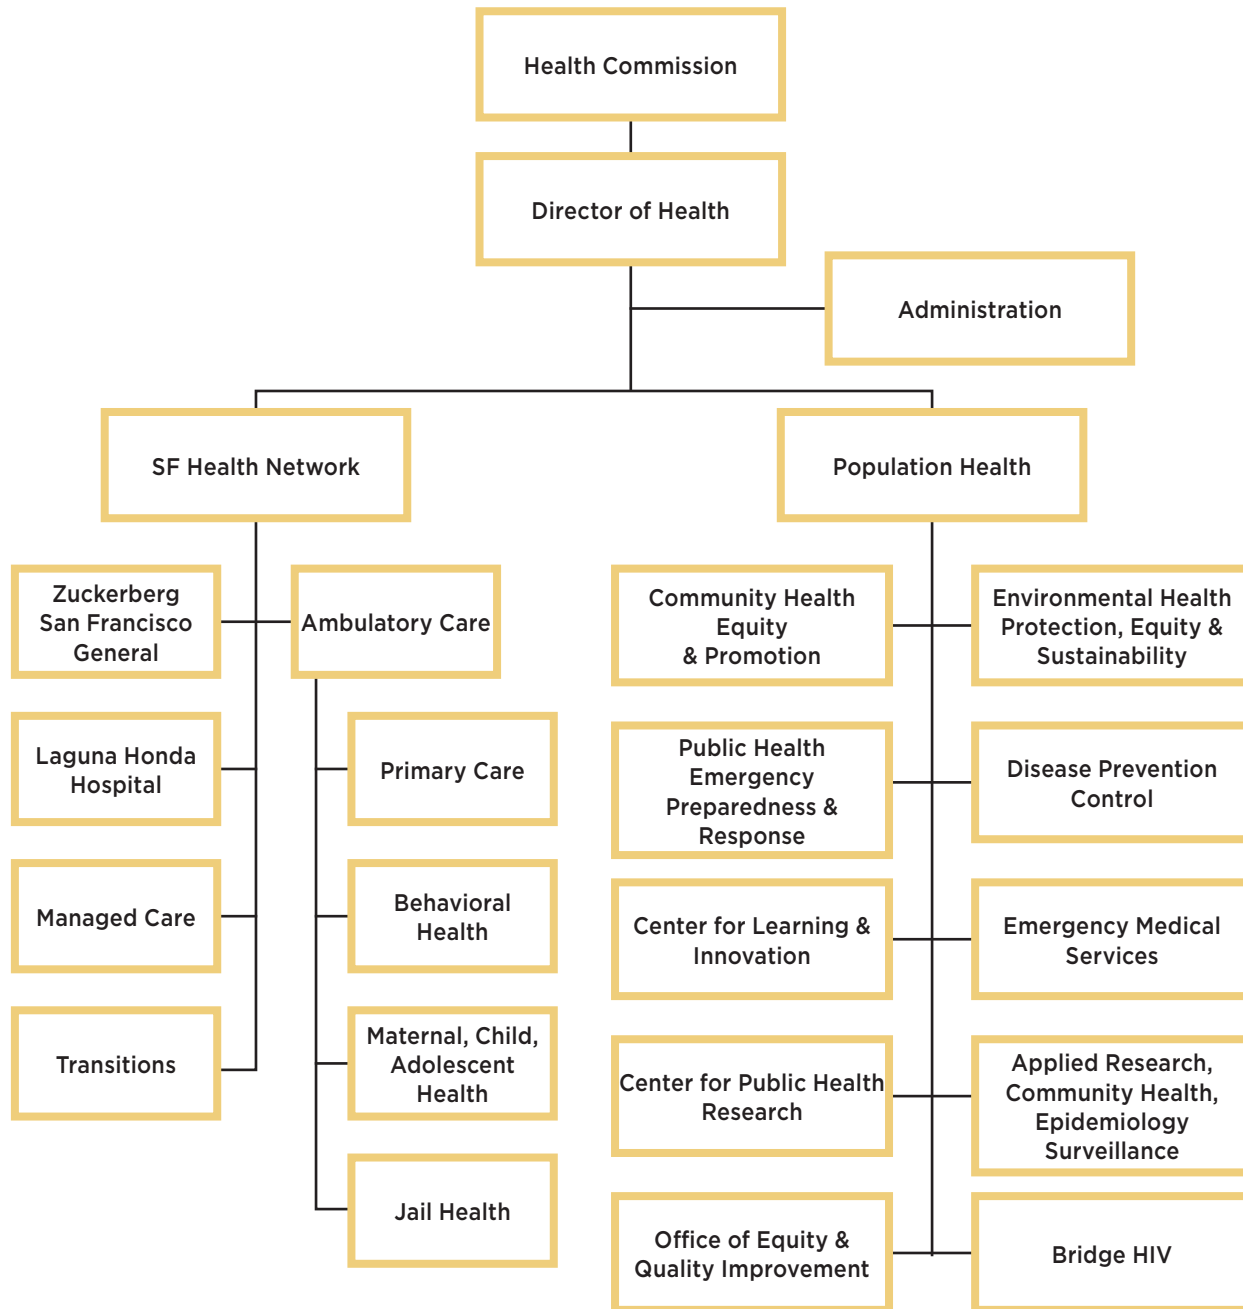 Health Commission
Director of Health
Administration
SF Health Network
Population Health
Zuckerberg
San Francisco
General
Ambulatory Care
Laguna Honda
Hospital
Primary Care
Managed Care
Behavioral
Health
Transitions
Maternal, Child,
Adolescent
Health
Jail Health
Community Health
Equity
& Promotion
Environmental Health
Protection, Equity &
Sustainability
Public Health
Emergency
Preparedness &
Response
Disease Prevention
Control
Center for Learning &
Innovation
Emergency Medical
Services
Center for Public Health
Research
Applied Research,
Community Health,
Epidemiology
Surveillance
Office of Equity &
Quality Improvement
Bridge HIV